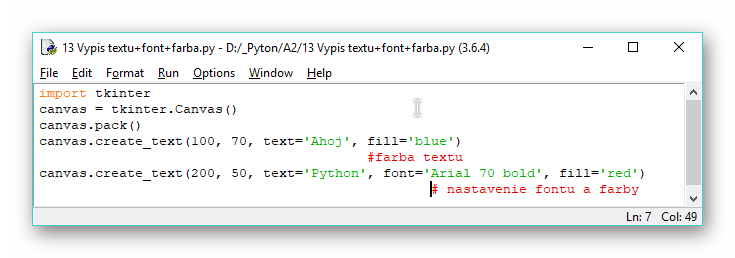 13 Vypis textu+font+farba.py - D:/_Pyton/A2/13 Vypis textu+font+farba.py (3.6.4)
File Edit Format Run Options Window Help
import tkinter
canvas = tkinter.Canvas()
canvas.pack()
canvas.create_text(100, 70, text='Ahoj', fill='blue')
#farba textu
canvas.create_text(200, 50, text='Python', font='Arial 70 bold', fill='red')
# nastavenie fontu a farby
Ln: 7 Col: 49